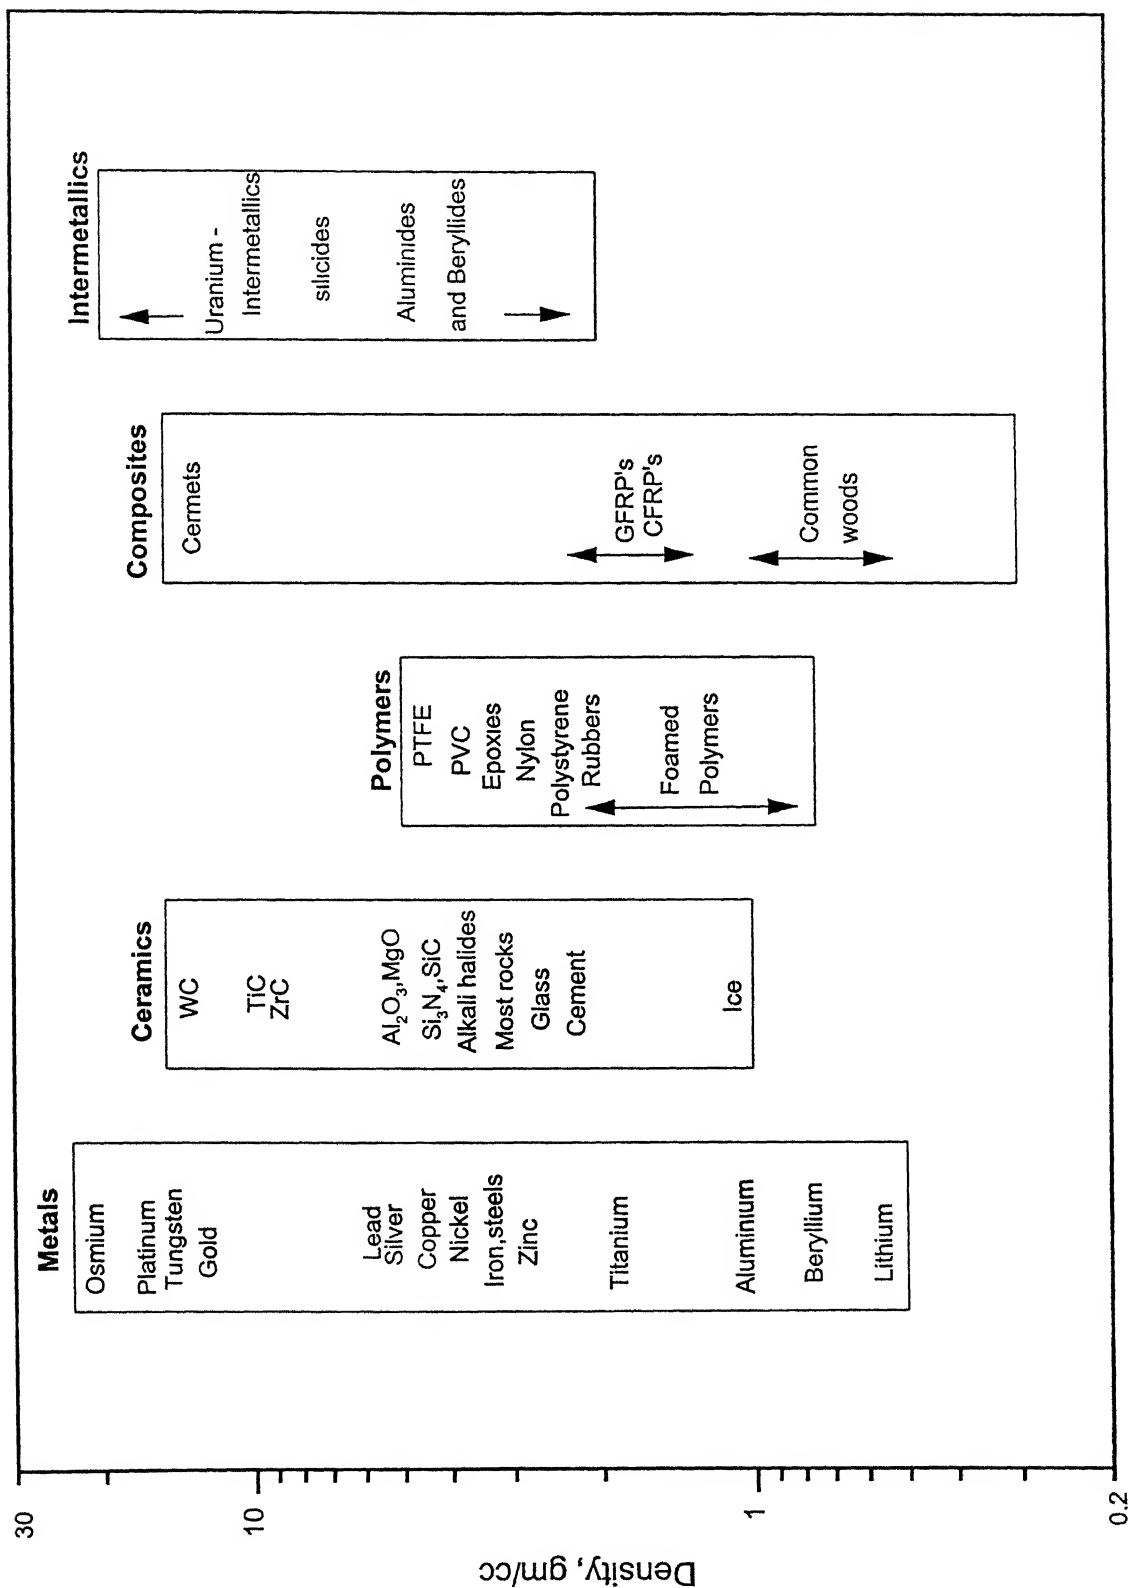 Density, gm/cc
30
10
1
0.2
Metals
Osmium
Platinum
Tungsten
Gold
Lead
Silver
Copper
Nickel
Iron,steels
Zinc
Titanium
Aluminium
Beryllium
Lithium
Ceramics
WC
TiC
ZrC
Al₂O₃,MgO
Si₃N₄,SiC
Alkali halides
Most rocks
Glass
Cement
Ice
Polymers
PTFE
PVC
Epoxies
Nylon
Polystyrene
Rubbers
Foamed
Polymers
Composites
Cermets
GFRP's
CFRP's
Common
woods
Intermetallics
Uranium -
Intermetallics
silicides
Aluminides
and Beryllides